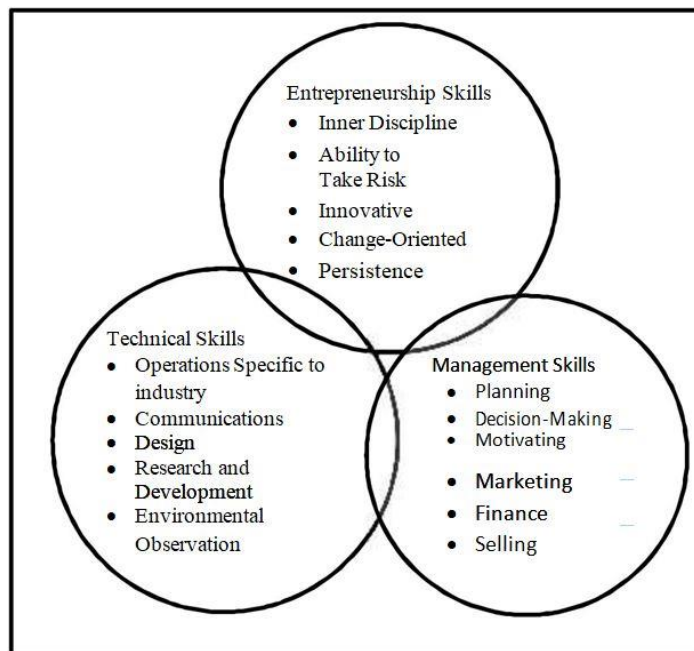 Entrepreneurship Skills
• Inner Discipline
• Ability to
Take Risk
• Innovative
• Change-Oriented
• Persistence
Technical Skills
• Operations Specific to
industry
• Communications
• Design
• Research and
Development
• Environmental
Observation
Management Skills
• Planning
• Decision-Making
• Motivating
• Marketing
• Finance
• Selling